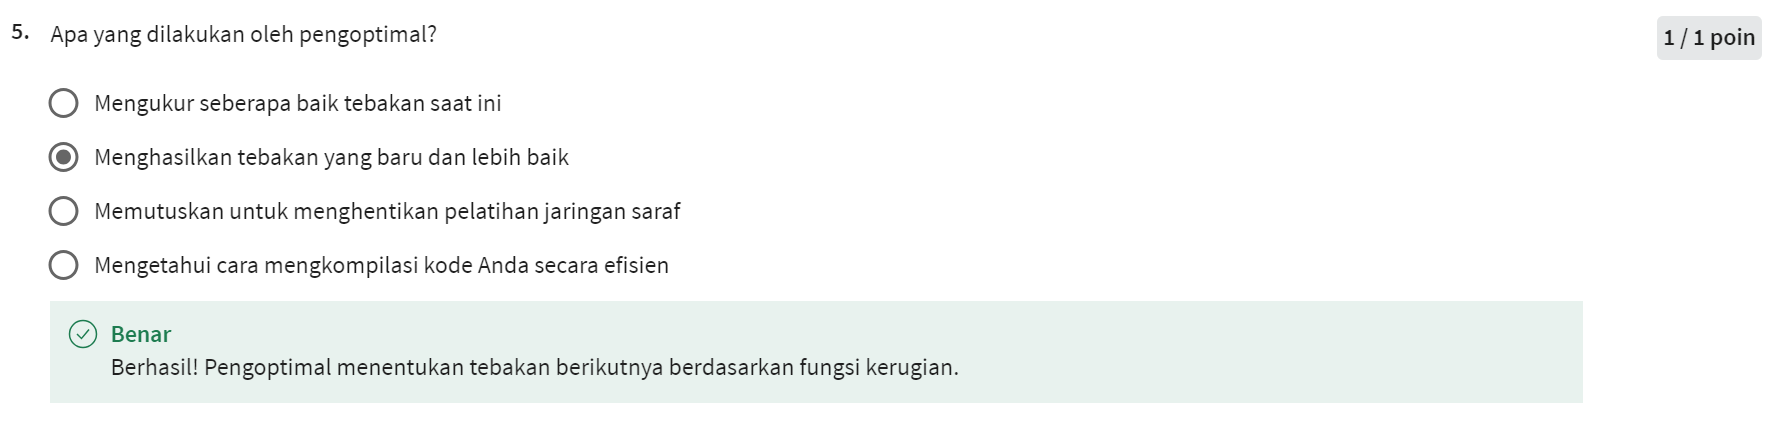 5. Apa yang dilakukan oleh pengoptimal?
1 / 1 poin
Mengukur seberapa baik tebakan saat ini
Menghasilkan tebakan yang baru dan lebih baik
Memutuskan untuk menghentikan pelatihan jaringan saraf
Mengetahui cara mengkompilasi kode Anda secara efisien
Benar
Berhasil! Pengoptimal menentukan tebakan berikutnya berdasarkan fungsi kerugian.